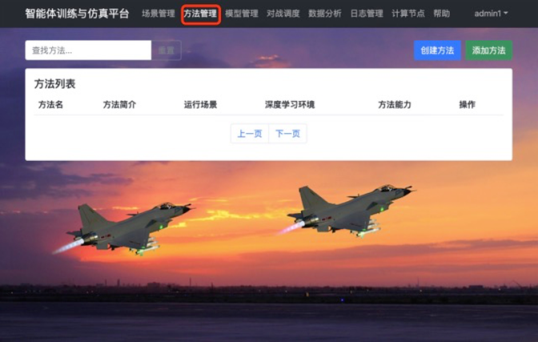 智能体训练与仿真平台 场景管理 方法管理 模型管理 对战调度 数据分析 日志管理 计算节点 帮助 admin1
查找方法... 重置 创建方法 添加方法
方法列表
方法名 方法简介 运行场景 深度学习环境 方法能力 操作
上一页 下一页